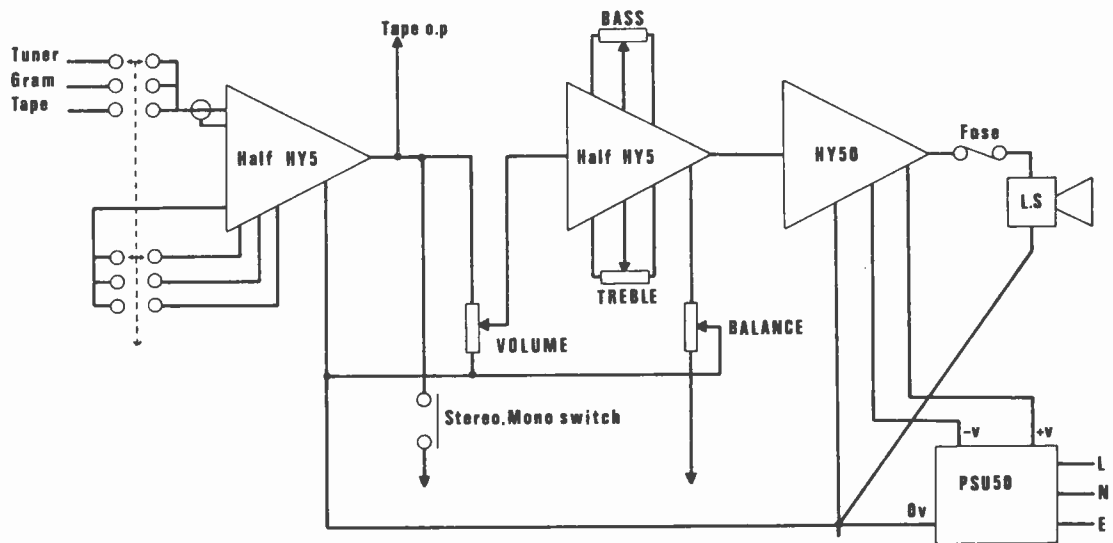 Tape o.p
BASS
Tuner
Gram
Tape
Half HY5
Half HY5
HY50
Fuse
L.S
TREBLE
VOLUME
BALANCE
Stereo.Mono switch
-v
+v
PSU50
L
N
E
0v